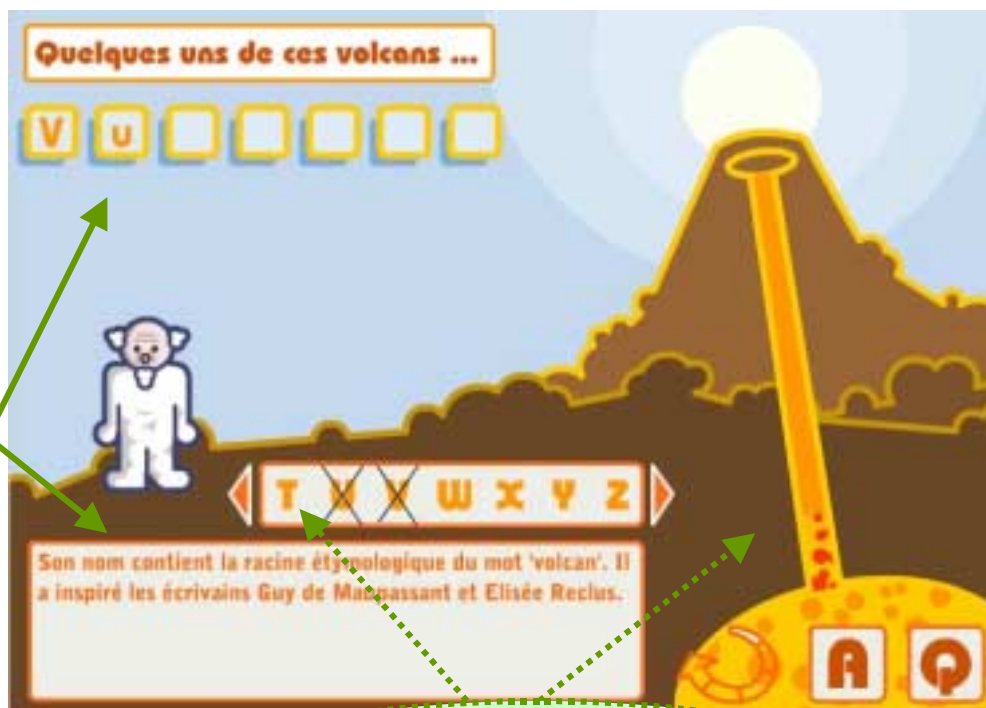 Quelques uns de ces volcans ...
V u
T U V W X Y Z
Son nom contient la racine étymologique du mot 'volcan'. Il
a inspiré les écrivains Guy de Maupassant et Elisée Reclus.
A Q